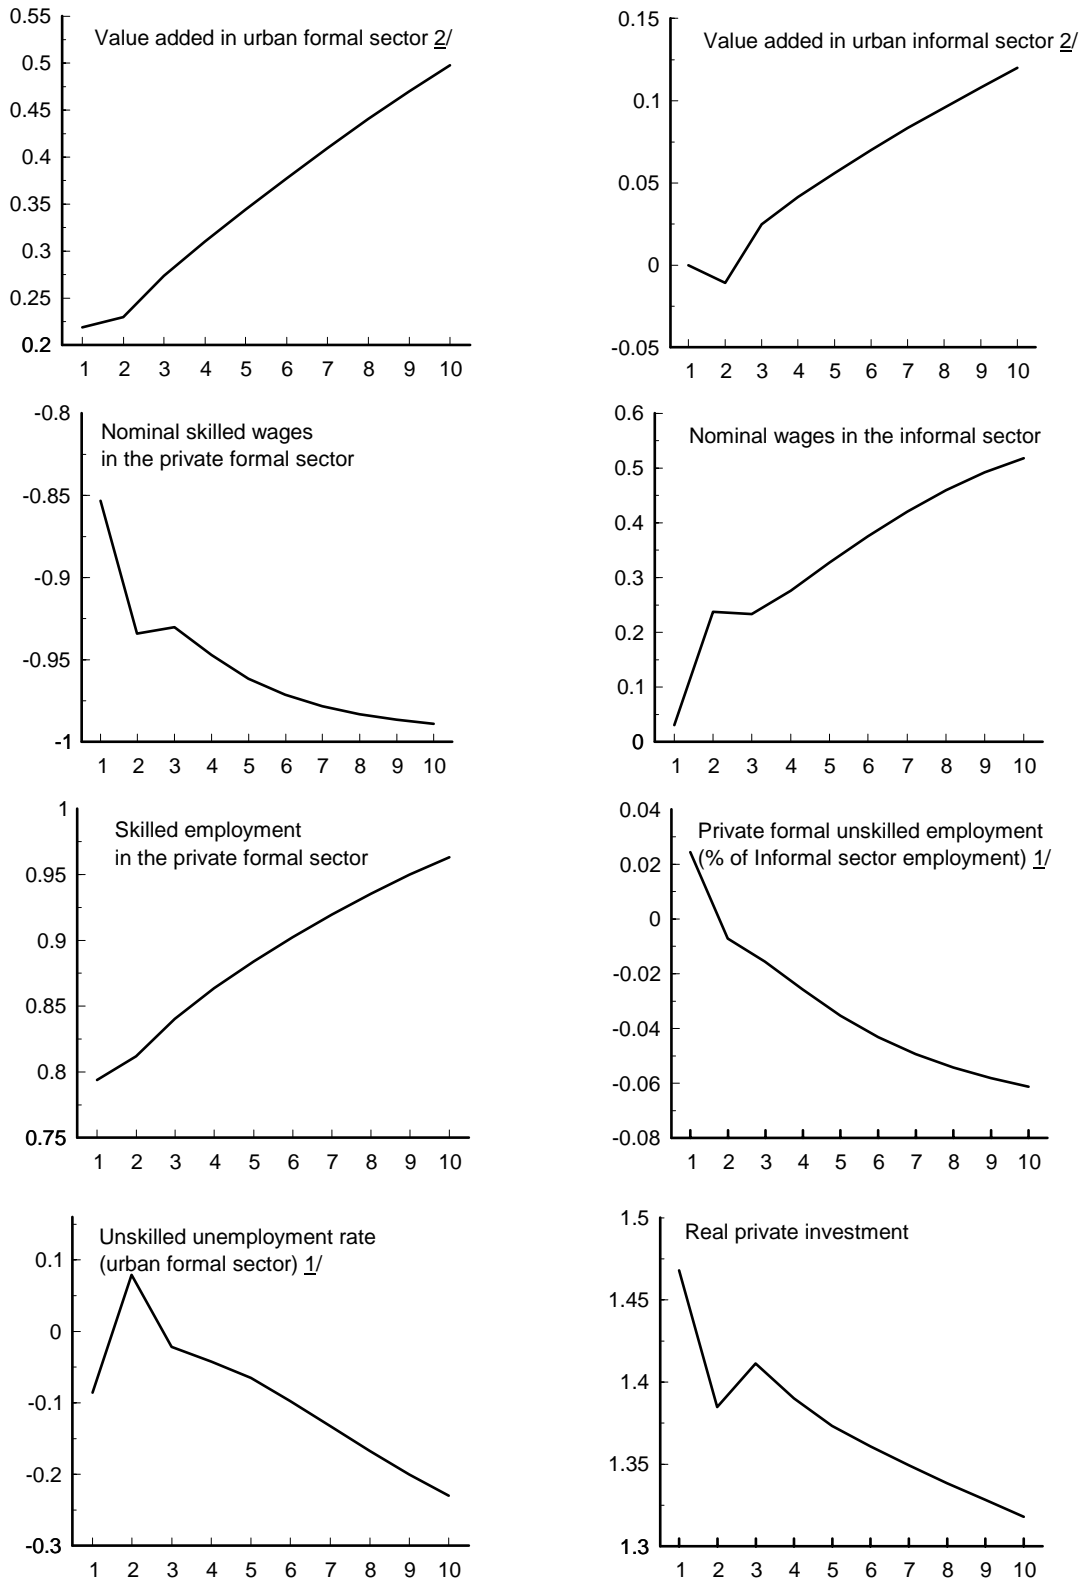 Value added in urban formal sector 2/
0.55
0.5
0.45
0.4
0.35
0.3
0.25
0.2
1 2 3 4 5 6 7 8 9 10
Value added in urban informal sector 2/
0.15
0.1
0.05
0
-0.05
1 2 3 4 5 6 7 8 9 10
Nominal skilled wages
in the private formal sector
-0.8
-0.85
-0.9
-0.95
-1
1 2 3 4 5 6 7 8 9 10
Nominal wages in the informal sector
0.6
0.5
0.4
0.3
0.2
0.1
0
1 2 3 4 5 6 7 8 9 10
Skilled employment
in the private formal sector
1
0.95
0.9
0.85
0.8
0.75
1 2 3 4 5 6 7 8 9 10
Private formal unskilled employment
(% of Informal sector employment) 1/
0.04
0.02
0
-0.02
-0.04
-0.06
-0.08
1 2 3 4 5 6 7 8 9 10
Unskilled unemployment rate
(urban formal sector) 1/
0.1
0
-0.1
-0.2
-0.3
1 2 3 4 5 6 7 8 9 10
Real private investment
1.5
1.45
1.4
1.35
1.3
1 2 3 4 5 6 7 8 9 10